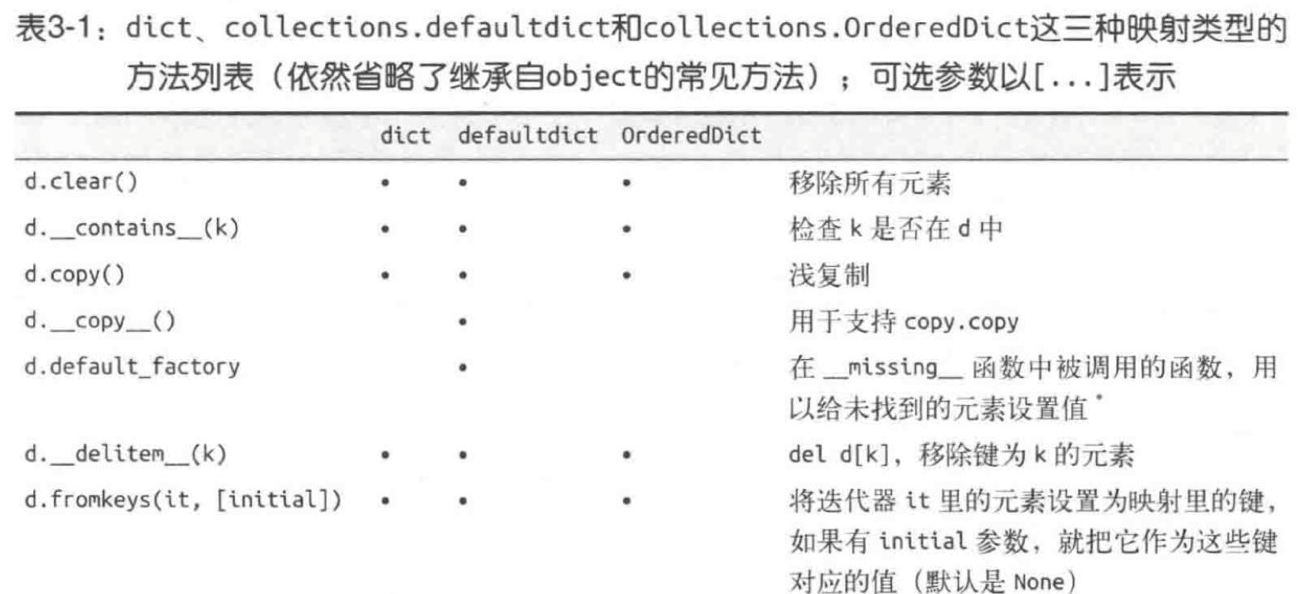 表3-1：dict、collections.defaultdict和collections.OrderedDict这三种映射类型的
方法列表（依然省略了继承自object的常见方法）；可选参数以[...]表示
dict defaultdict OrderedDict
d.clear() • • • 移除所有元素
d.__contains__(k) • • • 检查 k 是否在 d 中
d.copy() • • • 浅复制
d.__copy__() • 用于支持 copy.copy
d.default_factory • 在 __missing__ 函数中被调用的函数，用
以给未找到的元素设置值*
d.__delitem__(k) • • • del d[k]，移除键为 k 的元素
d.fromkeys(it, [initial]) • • • 将迭代器 it 里的元素设置为映射里的键，
如果有 initial 参数，就把它作为这些键
对应的值（默认是 None）